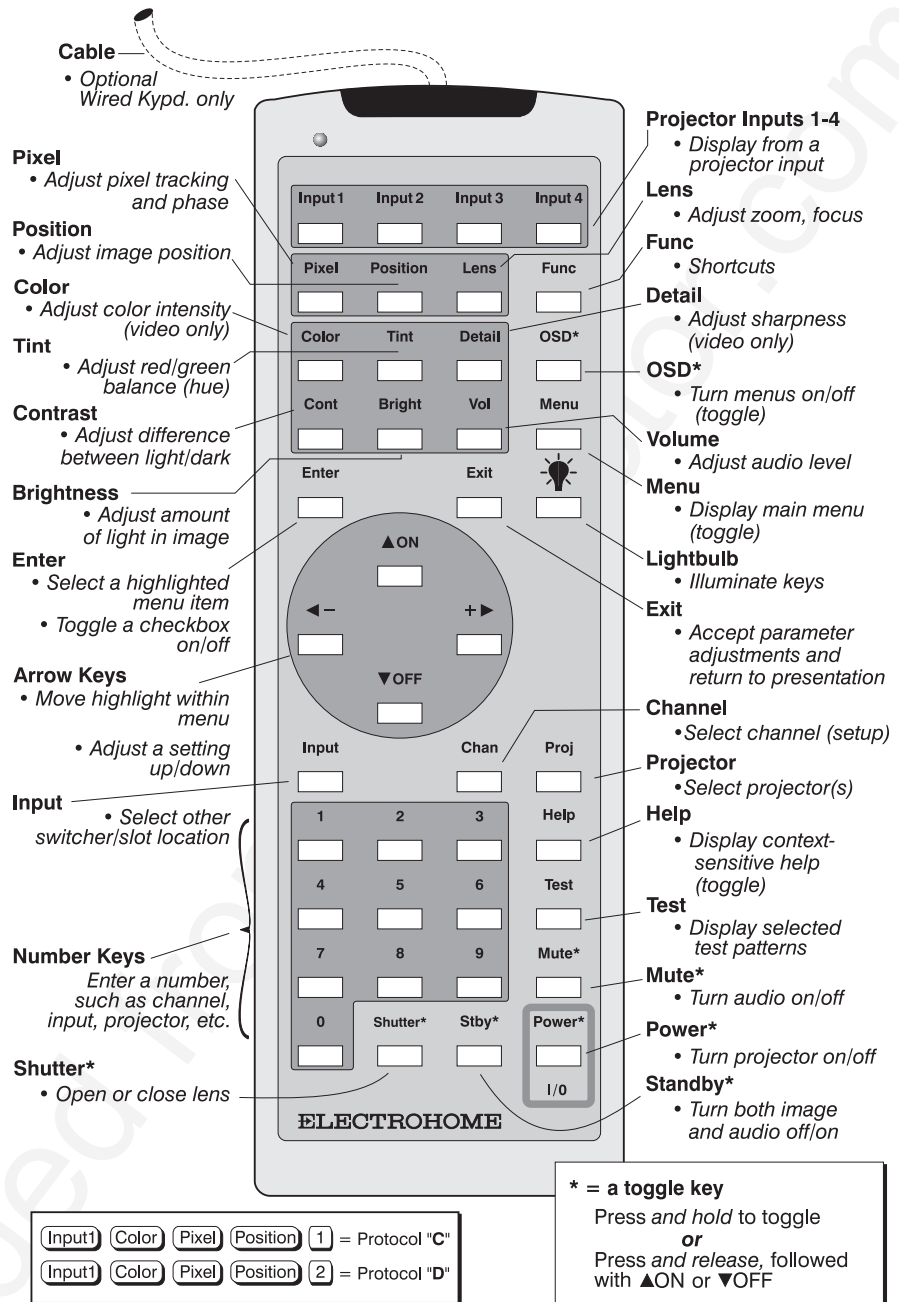 Cable
• Optional
Wired Kypd. only
Pixel
• Adjust pixel tracking
and phase
Position
• Adjust image position
Color
• Adjust color intensity
(video only)
Tint
• Adjust red/green
balance (hue)
Contrast
• Adjust difference
between light/dark
Brightness
• Adjust amount
of light in image
Enter
• Select a highlighted
menu item
• Toggle a checkbox
on/off
Arrow Keys
• Move highlight within
menu
• Adjust a setting
up/down
Input
• Select other
switcher/slot location
Number Keys
Enter a number,
such as channel,
input, projector, etc.
Shutter*
• Open or close lens
Input 1 Input 2 Input 3 Input 4
Pixel Position Lens Func
Color Tint Detail OSD*
Cont Bright Vol Menu
Enter Exit
▲ON
◄– +►
▼OFF
Input Chan Proj
1 2 3 Help
4 5 6 Test
7 8 9 Mute*
0 Shutter* Stby* Power*
I/0
ELECTROHOME
Projector Inputs 1-4
• Display from a
projector input
Lens
• Adjust zoom, focus
Func
• Shortcuts
Detail
• Adjust sharpness
(video only)
OSD*
• Turn menus on/off
(toggle)
Volume
• Adjust audio level
Menu
• Display main menu
(toggle)
Lightbulb
• Illuminate keys
Exit
• Accept parameter
adjustments and
return to presentation
Channel
•Select channel (setup)
Projector
•Select projector(s)
Help
• Display context-
sensitive help
(toggle)
Test
• Display selected
test patterns
Mute*
• Turn audio on/off
Power*
• Turn projector on/off
Standby*
• Turn both image
and audio off/on
Input1 Color Pixel Position 1 = Protocol "C"
Input1 Color Pixel Position 2 = Protocol "D"
* = a toggle key
Press and hold to toggle
or
Press and release, followed
with ▲ON or ▼OFF